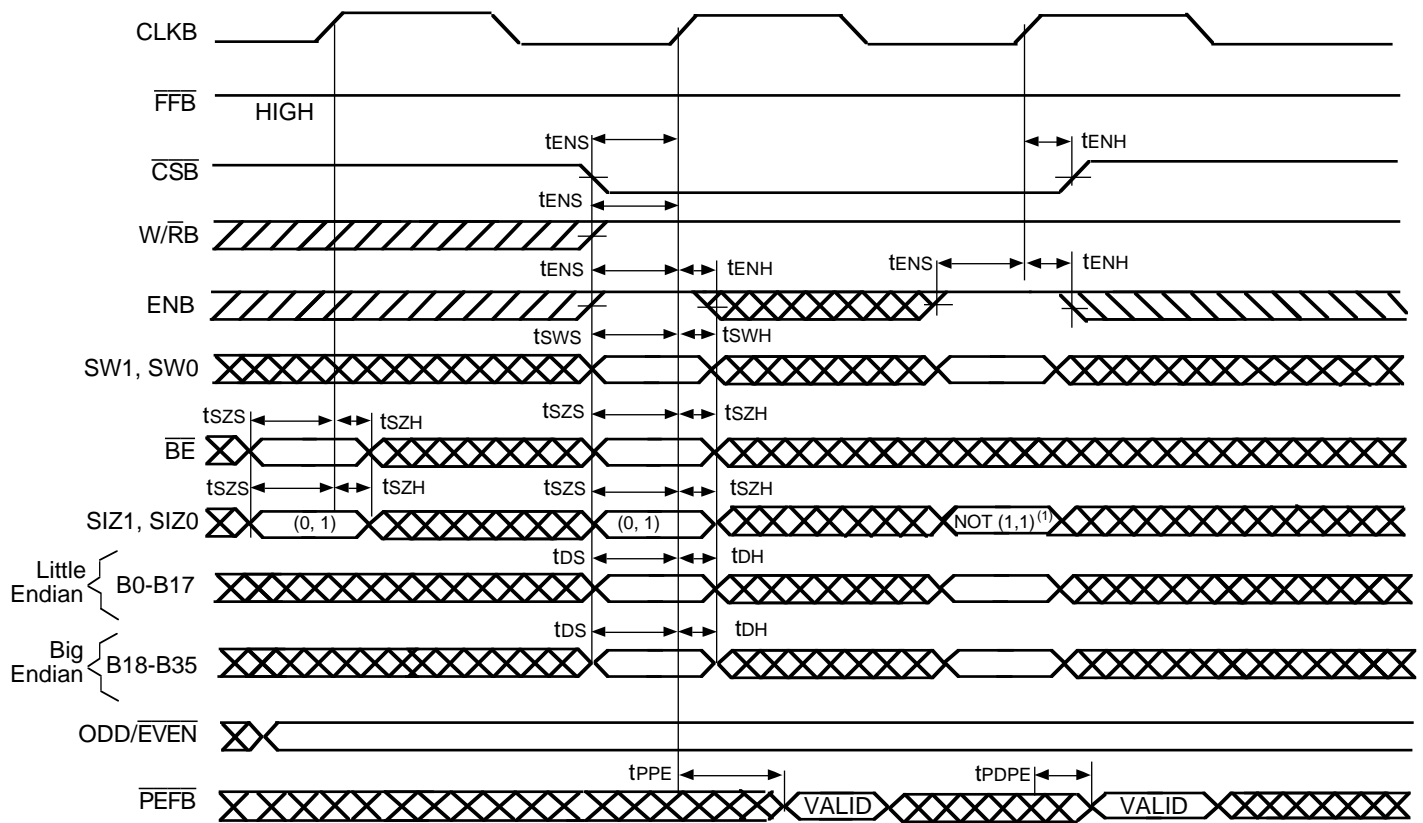 CLKB
FFB HIGH
tENS tENH
CSB
tENS
W/RB
tENS tENH tENS tENH
ENB
tSWS tSWH
SW1, SW0
tSZS tSZH tSZS tSZH
BE
tSZS tSZH tSZS tSZH
SIZ1, SIZ0 (0, 1) (0, 1) NOT (1,1) (1)
tDS tDH
Little Endian B0-B17
tDS tDH
Big Endian B18-B35
ODD/EVEN
tPPE tPDPE
PEFB VALID VALID